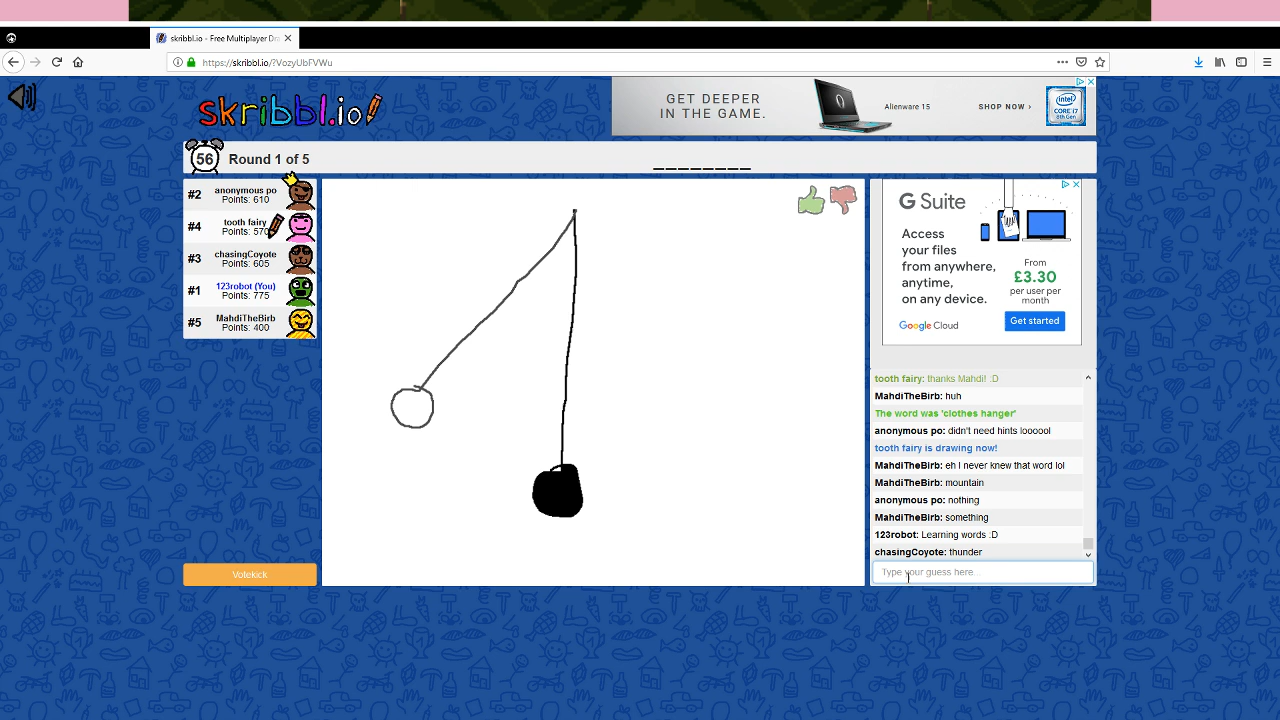 skribbl.io - Free Multiplayer Dr
https://skribbl.io/?VozyUbFVWu
skribbl.io
GET DEEPER
IN THE GAME.
Alienware 15
SHOP NOW ›
intel
CORE i7
8th Gen
56
Round 1 of 5
________
#2
anonymous po
Points: 610
#4
tooth fairy
Points: 570
#3
chasingCoyote
Points: 605
#1
123robot (You)
Points: 775
#5
MahdiTheBirb
Points: 400
Votekick
G Suite
Access
your files
from anywhere,
anytime,
on any device.
From
£3.30
per user per
month
Get started
Google Cloud
tooth fairy: thanks Mahdi! :D
MahdiTheBirb: huh
The word was 'clothes hanger'
anonymous po: didn't need hints loooool
tooth fairy is drawing now!
MahdiTheBirb: eh I never knew that word lol
MahdiTheBirb: mountain
anonymous po: nothing
MahdiTheBirb: something
123robot: Learning words :D
chasingCoyote: thunder
Type your guess here...